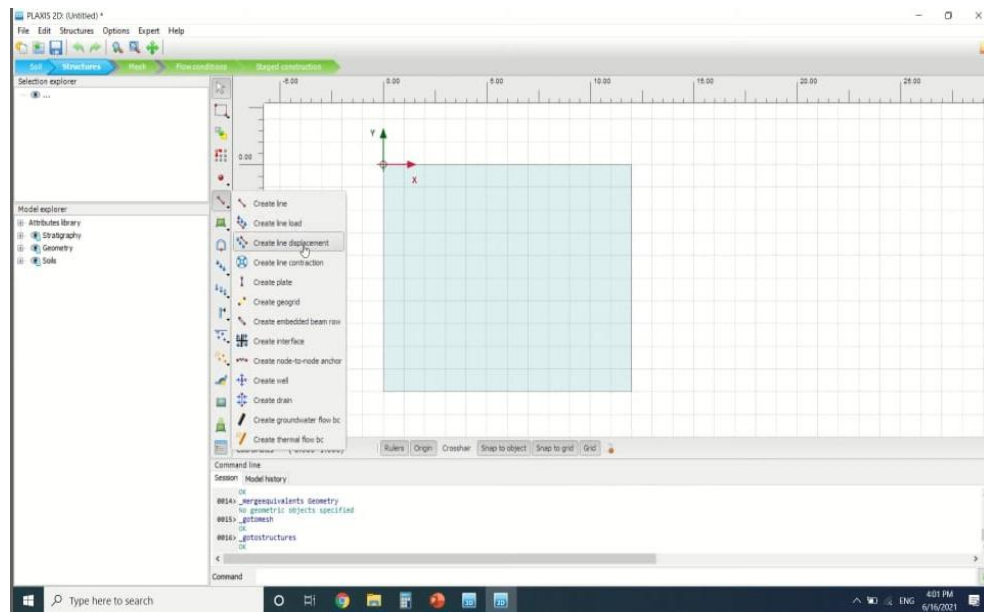 PLAXIS 2D: (Untitled) *
File Edit Structures Options Expert Help
Soil Structures Mesh Flow conditions Staged construction
Selection explorer
...
-5.00 0.00 5.00 10.00 15.00 20.00 25.00
Y
0.00
X
Model explorer
Attributes library
Stratigraphy
Geometry
Soils
Create line
Create line load
Create line displacement
Create line contraction
Create plate
Create geogrid
Create embedded beam row
Create interface
Create node-to-node anchor
Create well
Create drain
Create groundwater flow bc
Create thermal flow bc
Rulers Origin Crosshair Snap to object Snap to grid Grid
Command line
Session Model history
OK
0014> _mergeequivalents Geometry
No geometric objects specified
0015> _gotomesh
OK
0016> _gotostructures
OK
Command
Type here to search
ENG
4:01 PM
6/16/2021